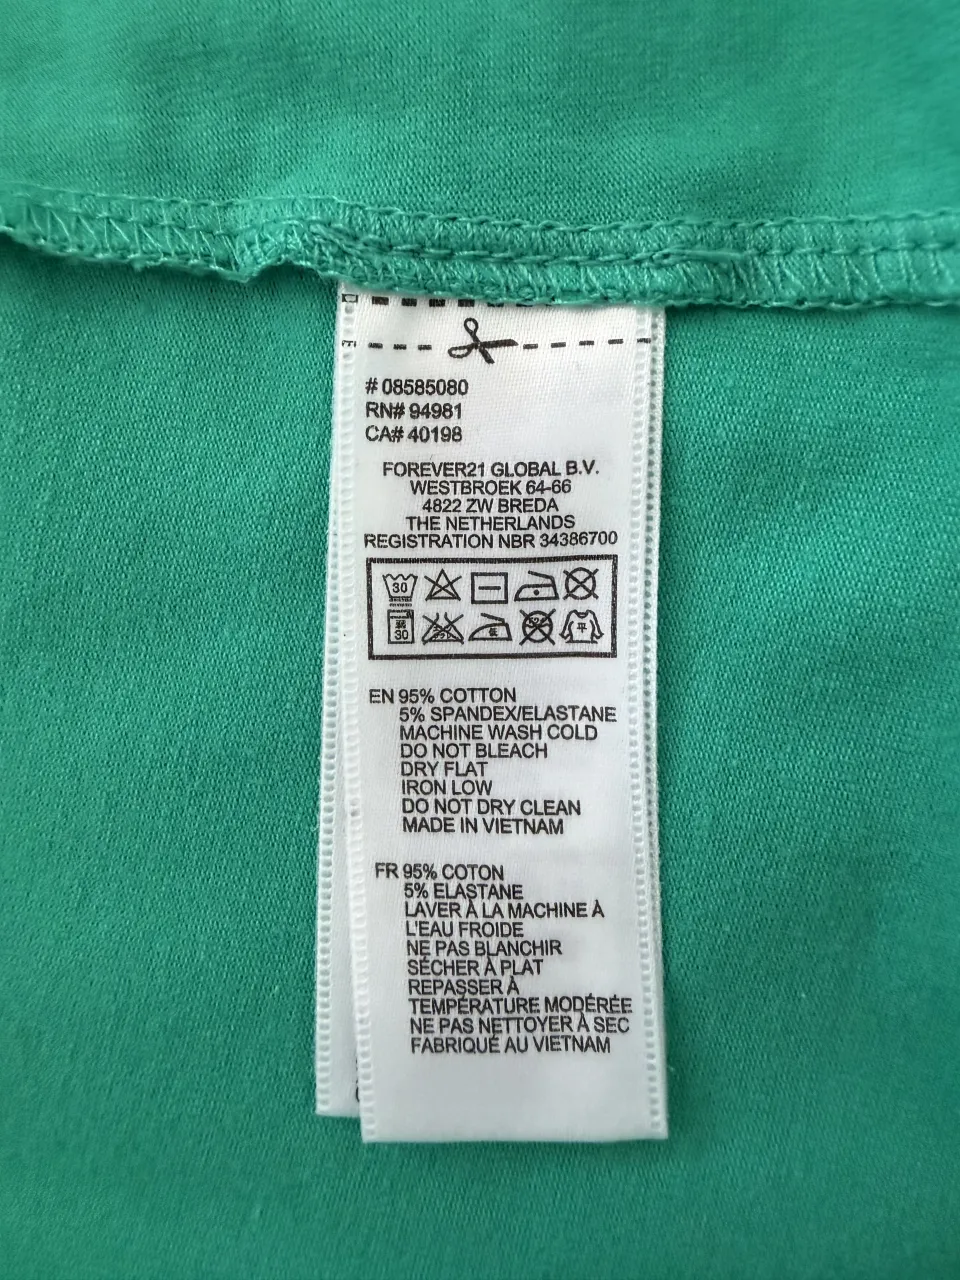 # 08585080
RN# 94981
CA# 40198
FOREVER21 GLOBAL B.V.
WESTBROEK 64-66
4822 ZW BREDA
THE NETHERLANDS
REGISTRATION NBR 34386700
30
30 低 平
EN 95% COTTON
5% SPANDEX/ELASTANE
MACHINE WASH COLD
DO NOT BLEACH
DRY FLAT
IRON LOW
DO NOT DRY CLEAN
MADE IN VIETNAM
FR 95% COTON
5% ELASTANE
LAVER À LA MACHINE À
L'EAU FROIDE
NE PAS BLANCHIR
SÉCHER À PLAT
REPASSER À
TEMPÉRATURE MODÉRÉE
NE PAS NETTOYER À SEC
FABRIQUÉ AU VIETNAM